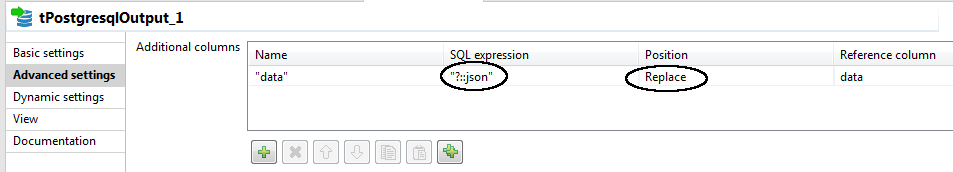 tPostgresqlOutput_1
Basic settings
Advanced settings
Dynamic settings
View
Documentation
Additional columns
Name SQL expression Position Reference column
"data" "?::json" Replace data